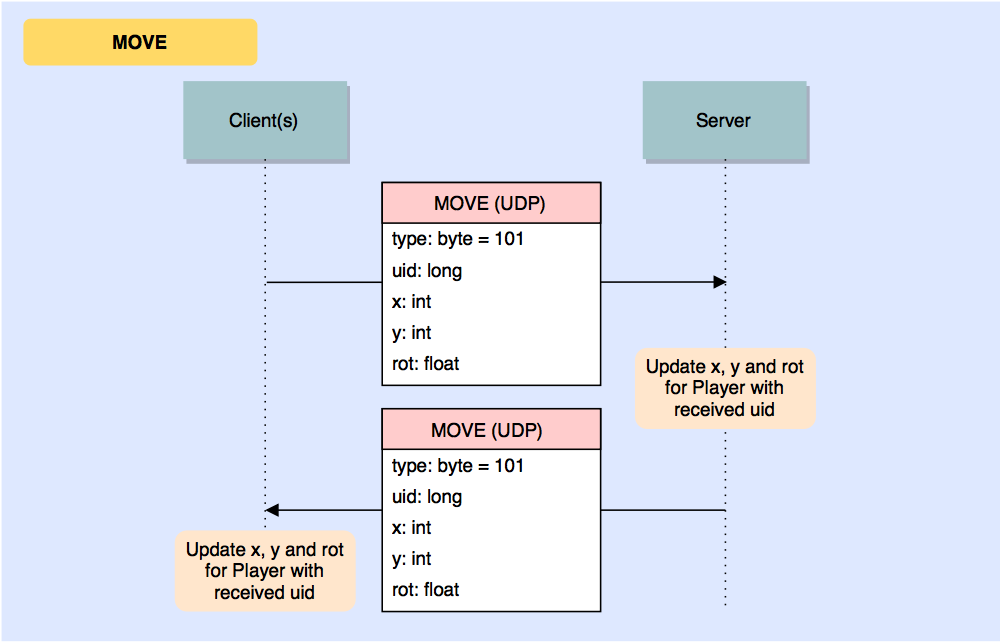 MOVE
Client(s)
Server
MOVE (UDP)
type: byte = 101
uid: long
x: int
y: int
rot: float
Update x, y and rot
for Player with
received uid
MOVE (UDP)
type: byte = 101
uid: long
x: int
y: int
rot: float
Update x, y and rot
for Player with
received uid